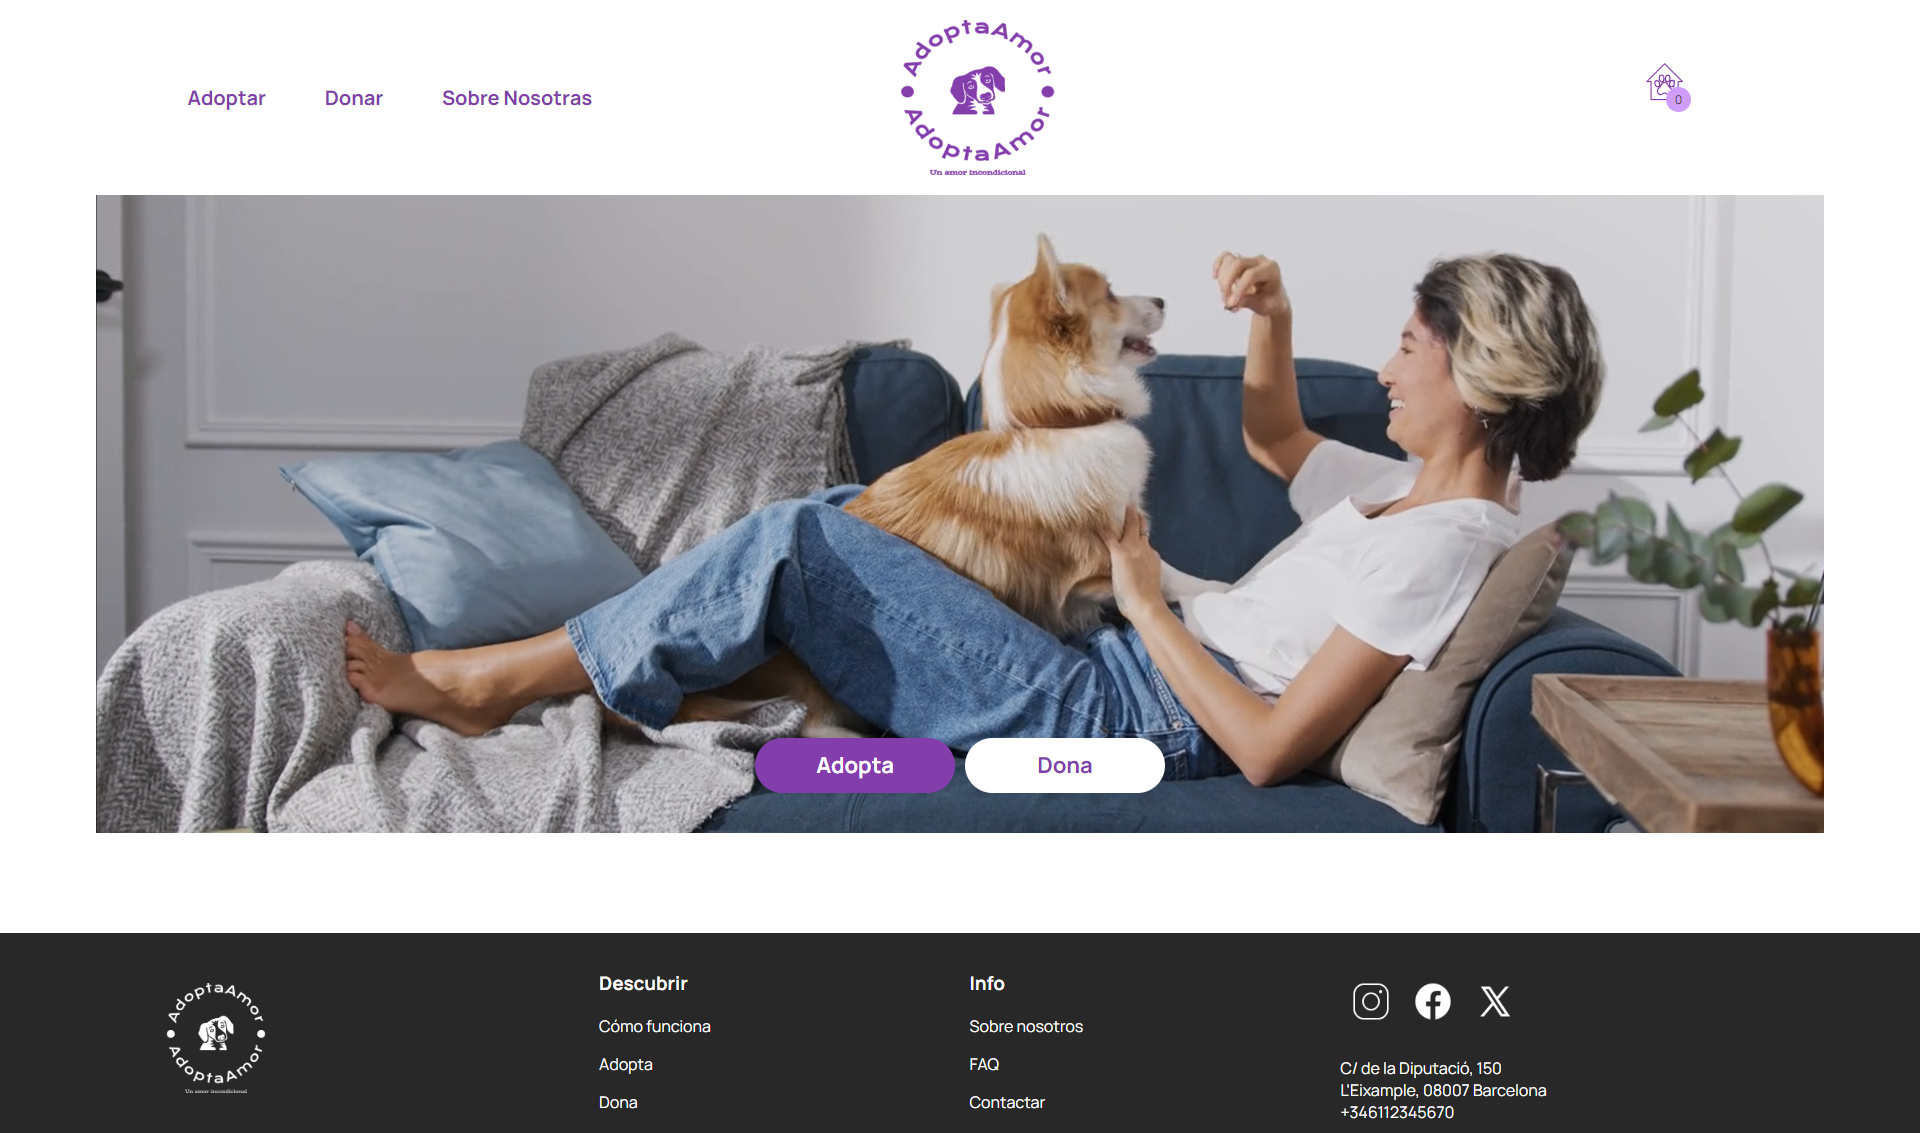 Adoptar
Donar
Sobre Nosotras
AdoptaAmor
AdoptaAmor
Un amor incondicional
0
Adopta
Dona
AdoptaAmor
AdoptaAmor
Un amor incondicional
Descubrir
Cómo funciona
Adopta
Dona
Info
Sobre nosotros
FAQ
Contactar
C/ de la Diputació, 150
L'Eixample, 08007 Barcelona
+346112345670